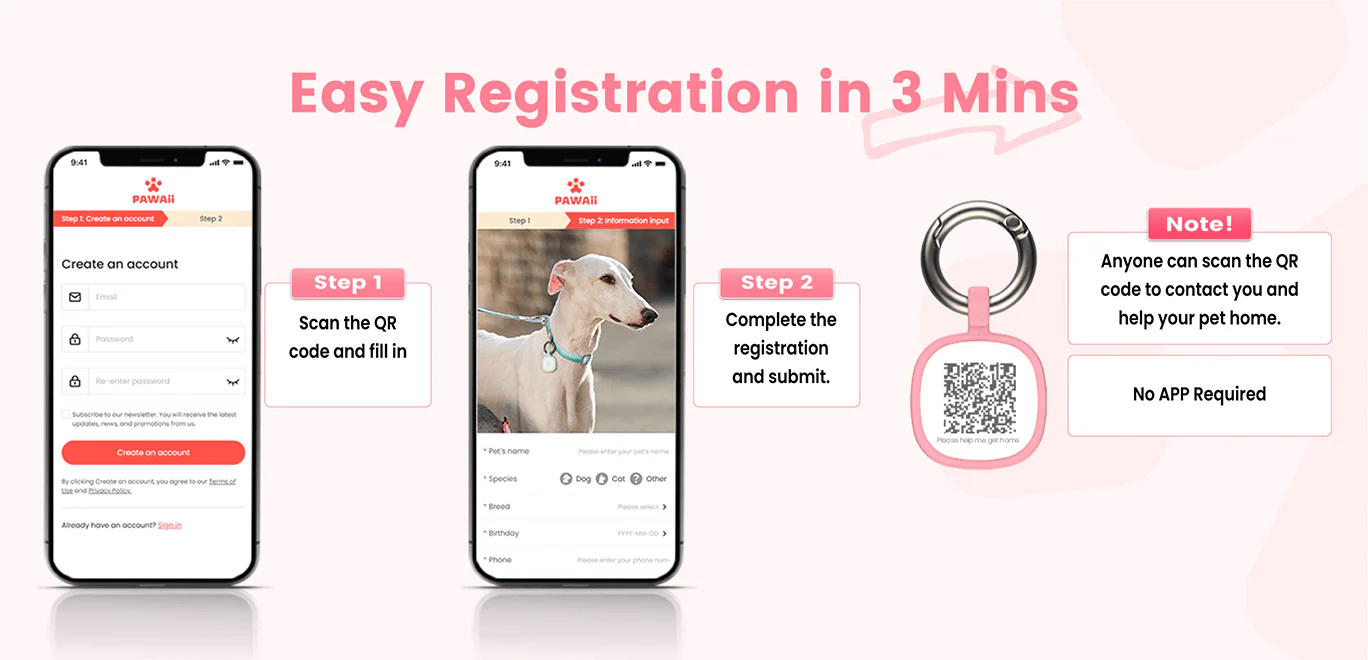 Easy Registration in 3 Mins
9:41
PAWAii
Step 1: Create an account
Step 2
Create an account
Email
Password
Re-enter password
Subscribe to our newsletter. You will receive the latest
updates, news, and promotions from us.
Create an account
By clicking Create an account, you agree to our Terms of
Use and Privacy Policy.
Already have an account? Sign in
Step 1
Scan the QR
code and fill in
9:41
PAWAii
Step 1
Step 2: Information input
* Pet's name
Please enter your pet's name
* Species
Dog
Cat
? Other
* Breed
Please select >
* Birthday
YYYY-MM-DD >
* Phone
Please enter your phone num
Step 2
Complete the
registration
and submit.
Please help me get home
Note!
Anyone can scan the QR
code to contact you and
help your pet home.
No APP Required